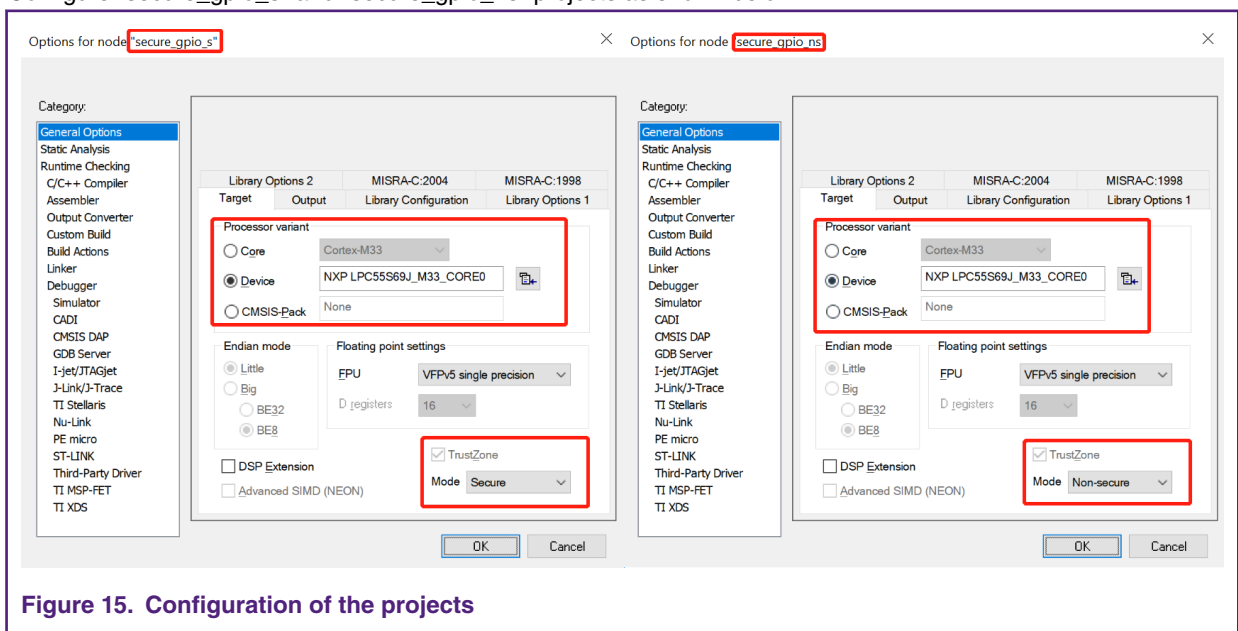 Options for node "secure_gpio_s"
Category:
General Options
Static Analysis
Runtime Checking
C/C++ Compiler
Assembler
Output Converter
Custom Build
Build Actions
Linker
Debugger
Simulator
CADI
CMSIS DAP
GDB Server
I-jet/JTAGjet
J-Link/J-Trace
TI Stellaris
Nu-Link
PE micro
ST-LINK
Third-Party Driver
TI MSP-FET
TI XDS
Library Options 2 MISRA-C:2004 MISRA-C:1998
Target Output Library Configuration Library Options 1
Processor variant
Core Cortex-M33
Device NXP LPC55S69J_M33_CORE0
CMSIS-Pack None
Endian mode
Little
Big
BE32
BE8
Floating point settings
FPU VFPv5 single precision
D registers 16
DSP Extension
Advanced SIMD (NEON)
TrustZone
Mode Secure
OK Cancel
Options for node secure_gpio_ns
Category:
General Options
Static Analysis
Runtime Checking
C/C++ Compiler
Assembler
Output Converter
Custom Build
Build Actions
Linker
Debugger
Simulator
CADI
CMSIS DAP
GDB Server
I-jet/JTAGjet
J-Link/J-Trace
TI Stellaris
Nu-Link
PE micro
ST-LINK
Third-Party Driver
TI MSP-FET
TI XDS
Library Options 2 MISRA-C:2004 MISRA-C:1998
Target Output Library Configuration Library Options 1
Processor variant
Core Cortex-M33
Device NXP LPC55S69J_M33_CORE0
CMSIS-Pack None
Endian mode
Little
Big
BE32
BE8
Floating point settings
FPU VFPv5 single precision
D registers 16
DSP Extension
Advanced SIMD (NEON)
TrustZone
Mode Non-secure
OK Cancel
Figure 15. Configuration of the projects